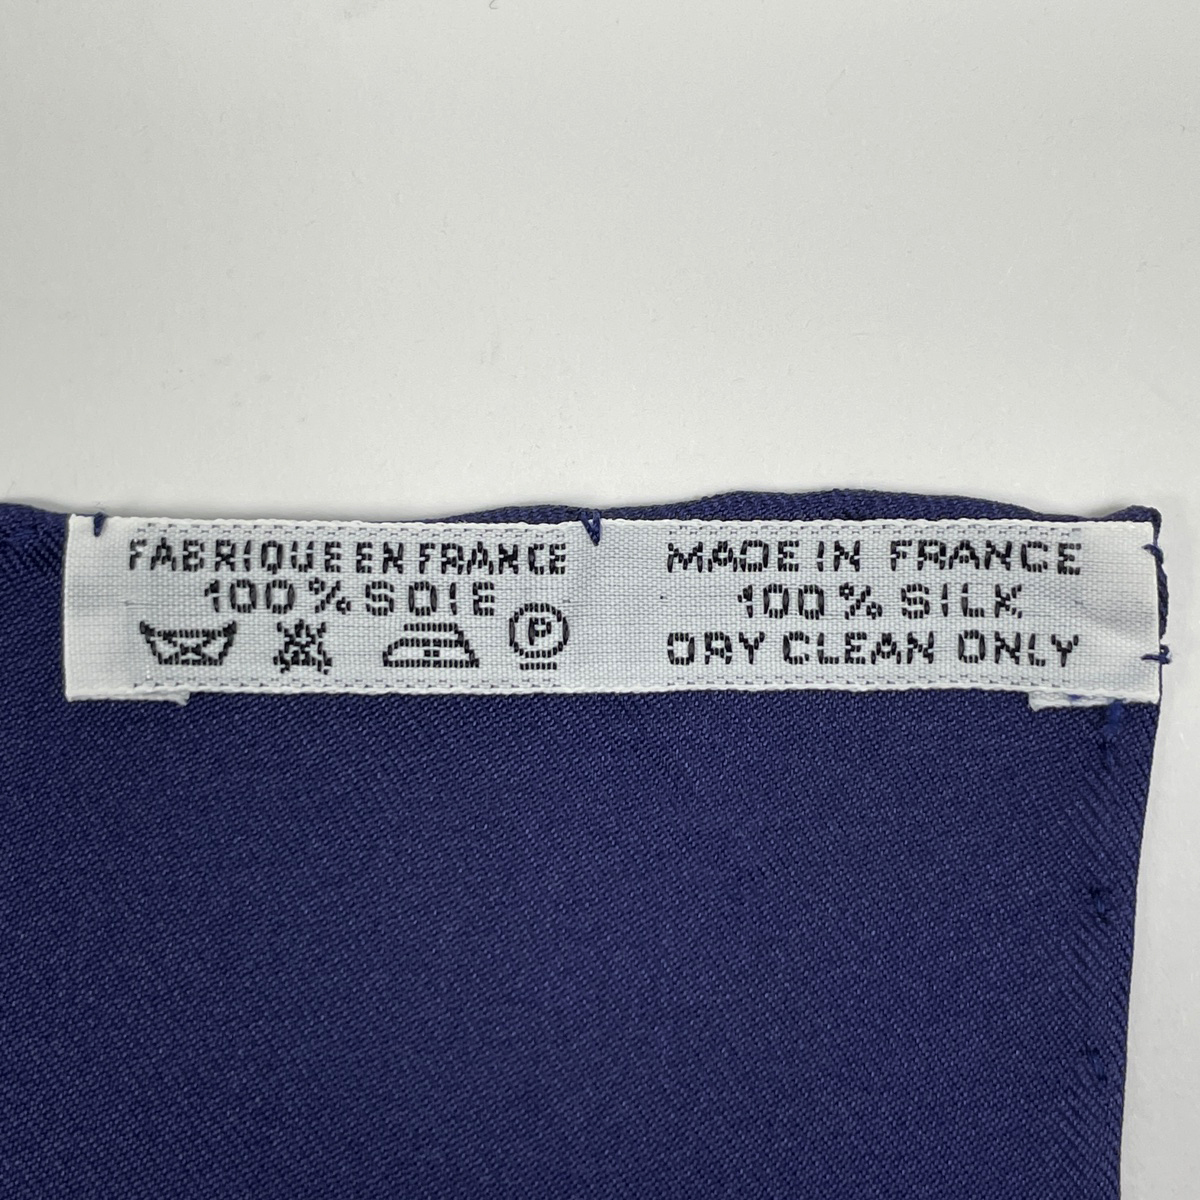 FABRIQUE EN FRANCE
100% SOIE
P
MADE IN FRANCE
100% SILK
DRY CLEAN ONLY